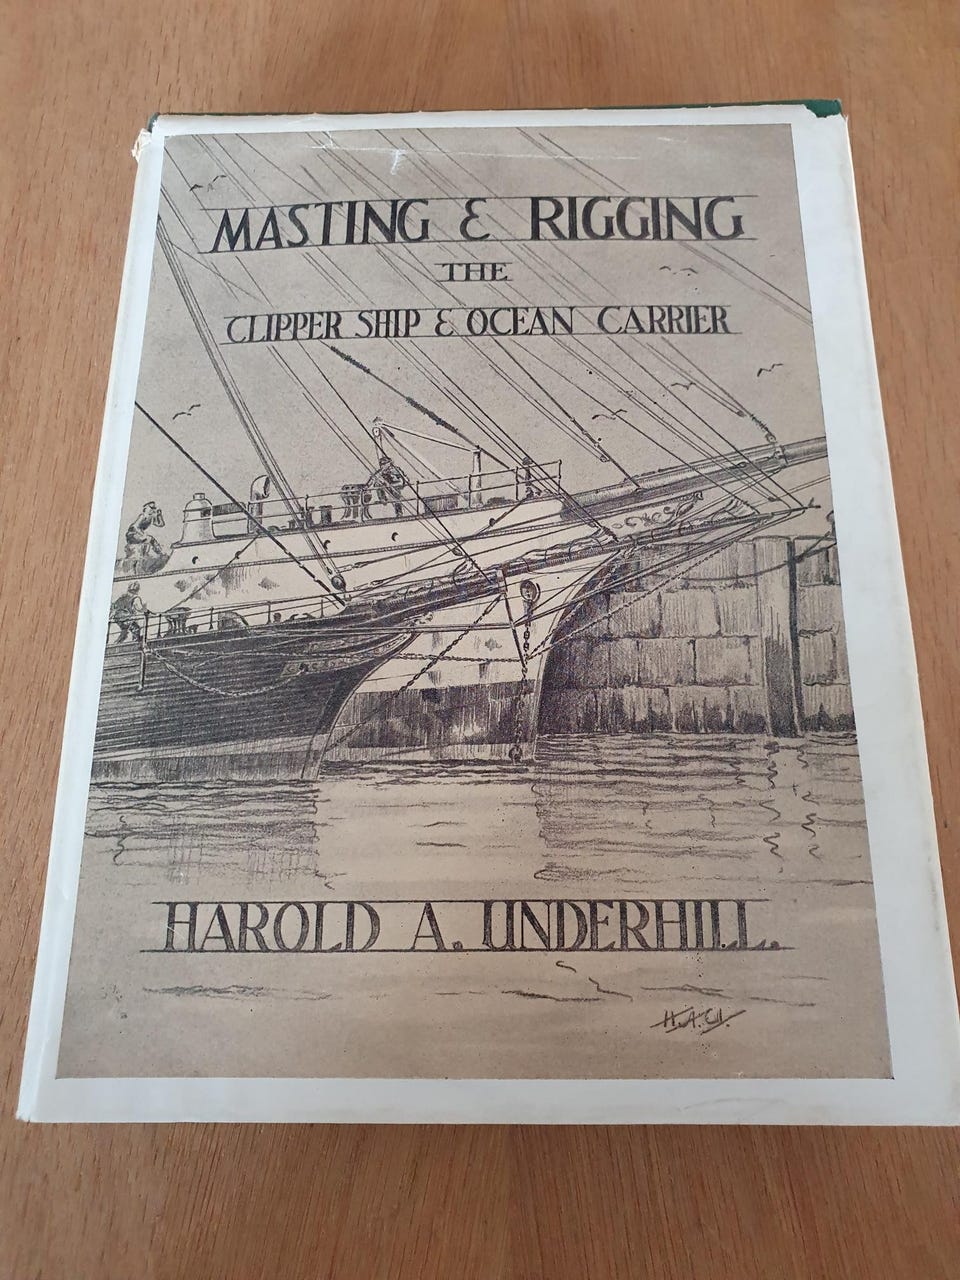 MASTING & RIGGING
THE
CLIPPER SHIP & OCEAN CARRIER
HAROLD A. UNDERHILL.
H.A.U.